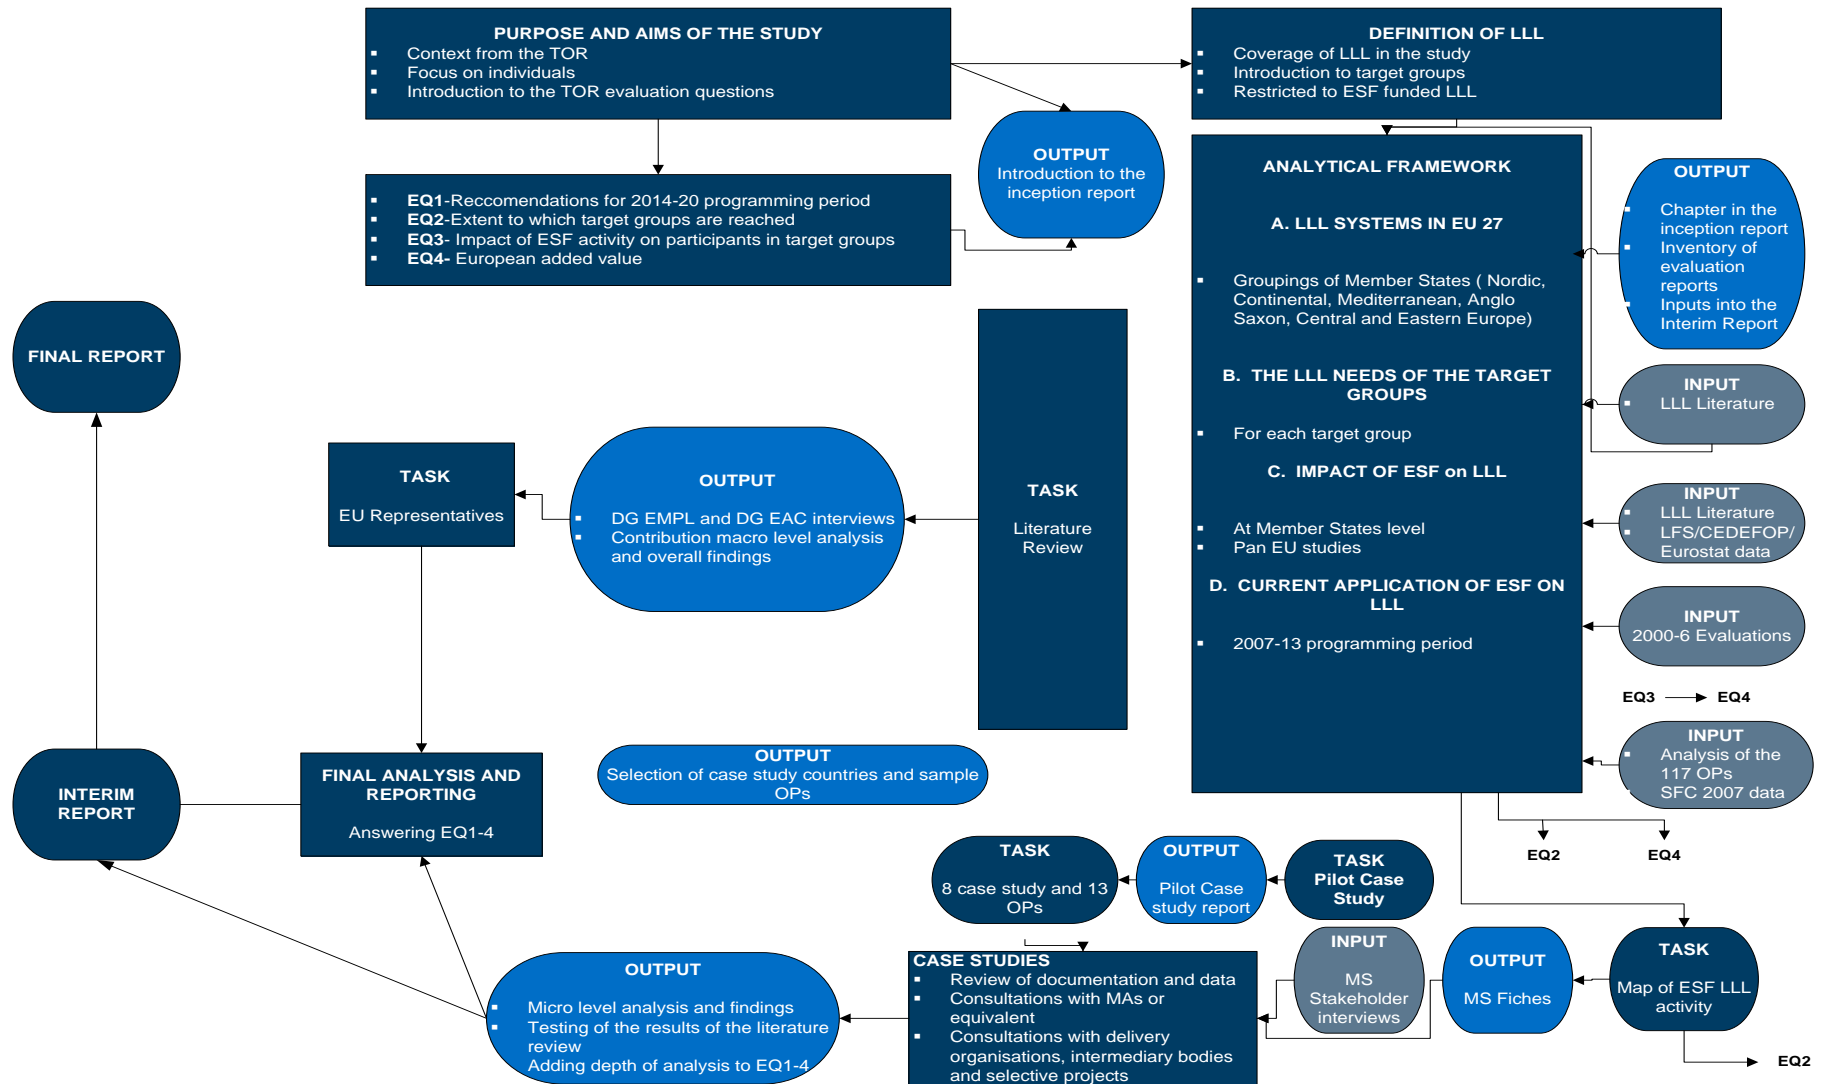 PURPOSE AND AIMS OF THE STUDY
▪ Context from the TOR
▪ Focus on individuals
▪ Introduction to the TOR evaluation questions
DEFINITION OF LLL
▪ Coverage of LLL in the study
▪ Introduction to target groups
▪ Restricted to ESF funded LLL
OUTPUT
Introduction to the
inception report
▪ EQ1-Reccomendations for 2014-20 programming period
▪ EQ2-Extent to which target groups are reached
▪ EQ3- Impact of ESF activity on participants in target groups
▪ EQ4- European added value
ANALYTICAL FRAMEWORK
A. LLL SYSTEMS IN EU 27
▪ Groupings of Member States ( Nordic,
Continental, Mediterranean, Anglo
Saxon, Central and Eastern Europe)
B. THE LLL NEEDS OF THE TARGET
GROUPS
▪ For each target group
C. IMPACT OF ESF on LLL
▪ At Member States level
▪ Pan EU studies
D. CURRENT APPLICATION OF ESF ON
LLL
▪ 2007-13 programming period
OUTPUT
▪ Chapter in the
inception report
▪ Inventory of
evaluation
reports
▪ Inputs into the
Interim Report
INPUT
▪ LLL Literature
INPUT
▪ LLL Literature
▪ LFS/CEDEFOP/
Eurostat data
INPUT
2000-6 Evaluations
EQ3
EQ4
INPUT
▪ Analysis of the
117 OPs
▪ SFC 2007 data
EQ2
EQ4
FINAL REPORT
TASK
EU Representatives
OUTPUT
▪ DG EMPL and DG EAC interviews
▪ Contribution macro level analysis
and overall findings
TASK
Literature
Review
OUTPUT
Selection of case study countries and sample
OPs
INTERIM
REPORT
FINAL ANALYSIS AND
REPORTING
Answering EQ1-4
TASK
8 case study and 13
OPs
OUTPUT
Pilot Case
study report
TASK
Pilot Case
Study
OUTPUT
▪ Micro level analysis and findings
▪ Testing of the results of the literature
review
Adding depth of analysis to EQ1-4
CASE STUDIES
▪ Review of documentation and data
▪ Consultations with MAs or
equivalent
▪ Consultations with delivery
organisations, intermediary bodies
and selective projects
INPUT
MS
Stakeholder
interviews
OUTPUT
MS Fiches
TASK
Map of ESF LLL
activity
EQ2